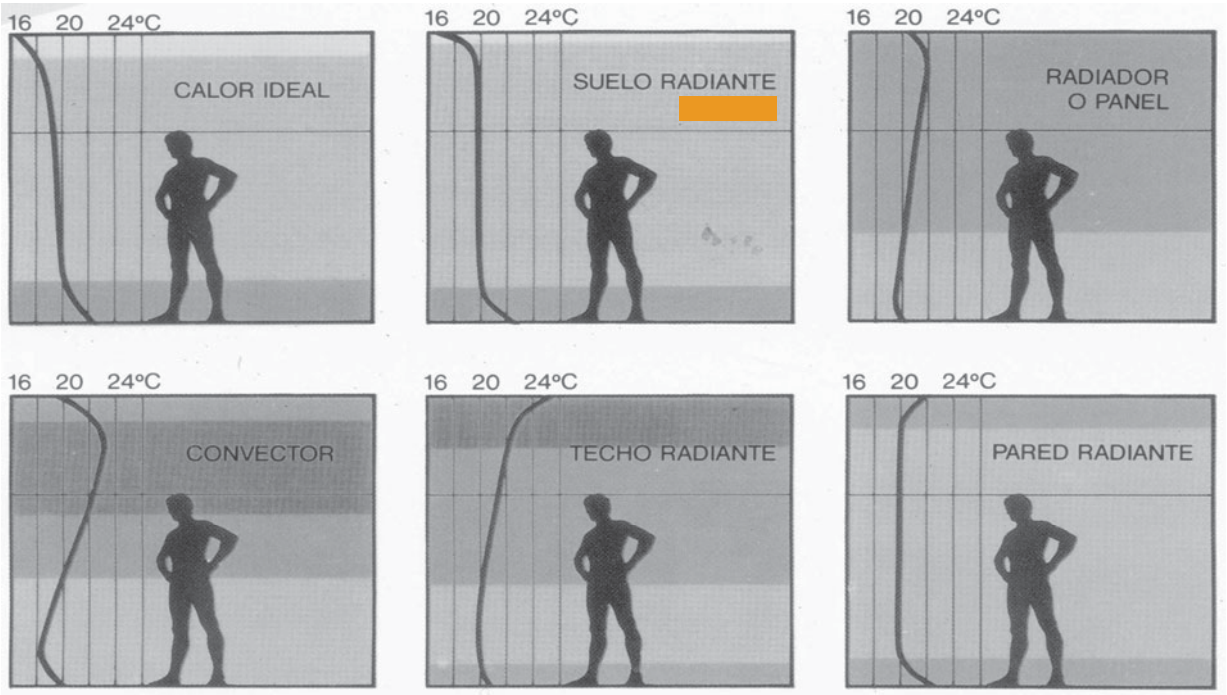 16 20 24ºC
CALOR IDEAL
16 20 24ºC
SUELO RADIANTE
16 20 24ºC
RADIADOR
O PANEL
16 20 24ºC
CONVECTOR
16 20 24ºC
TECHO RADIANTE
16 20 24ºC
PARED RADIANTE